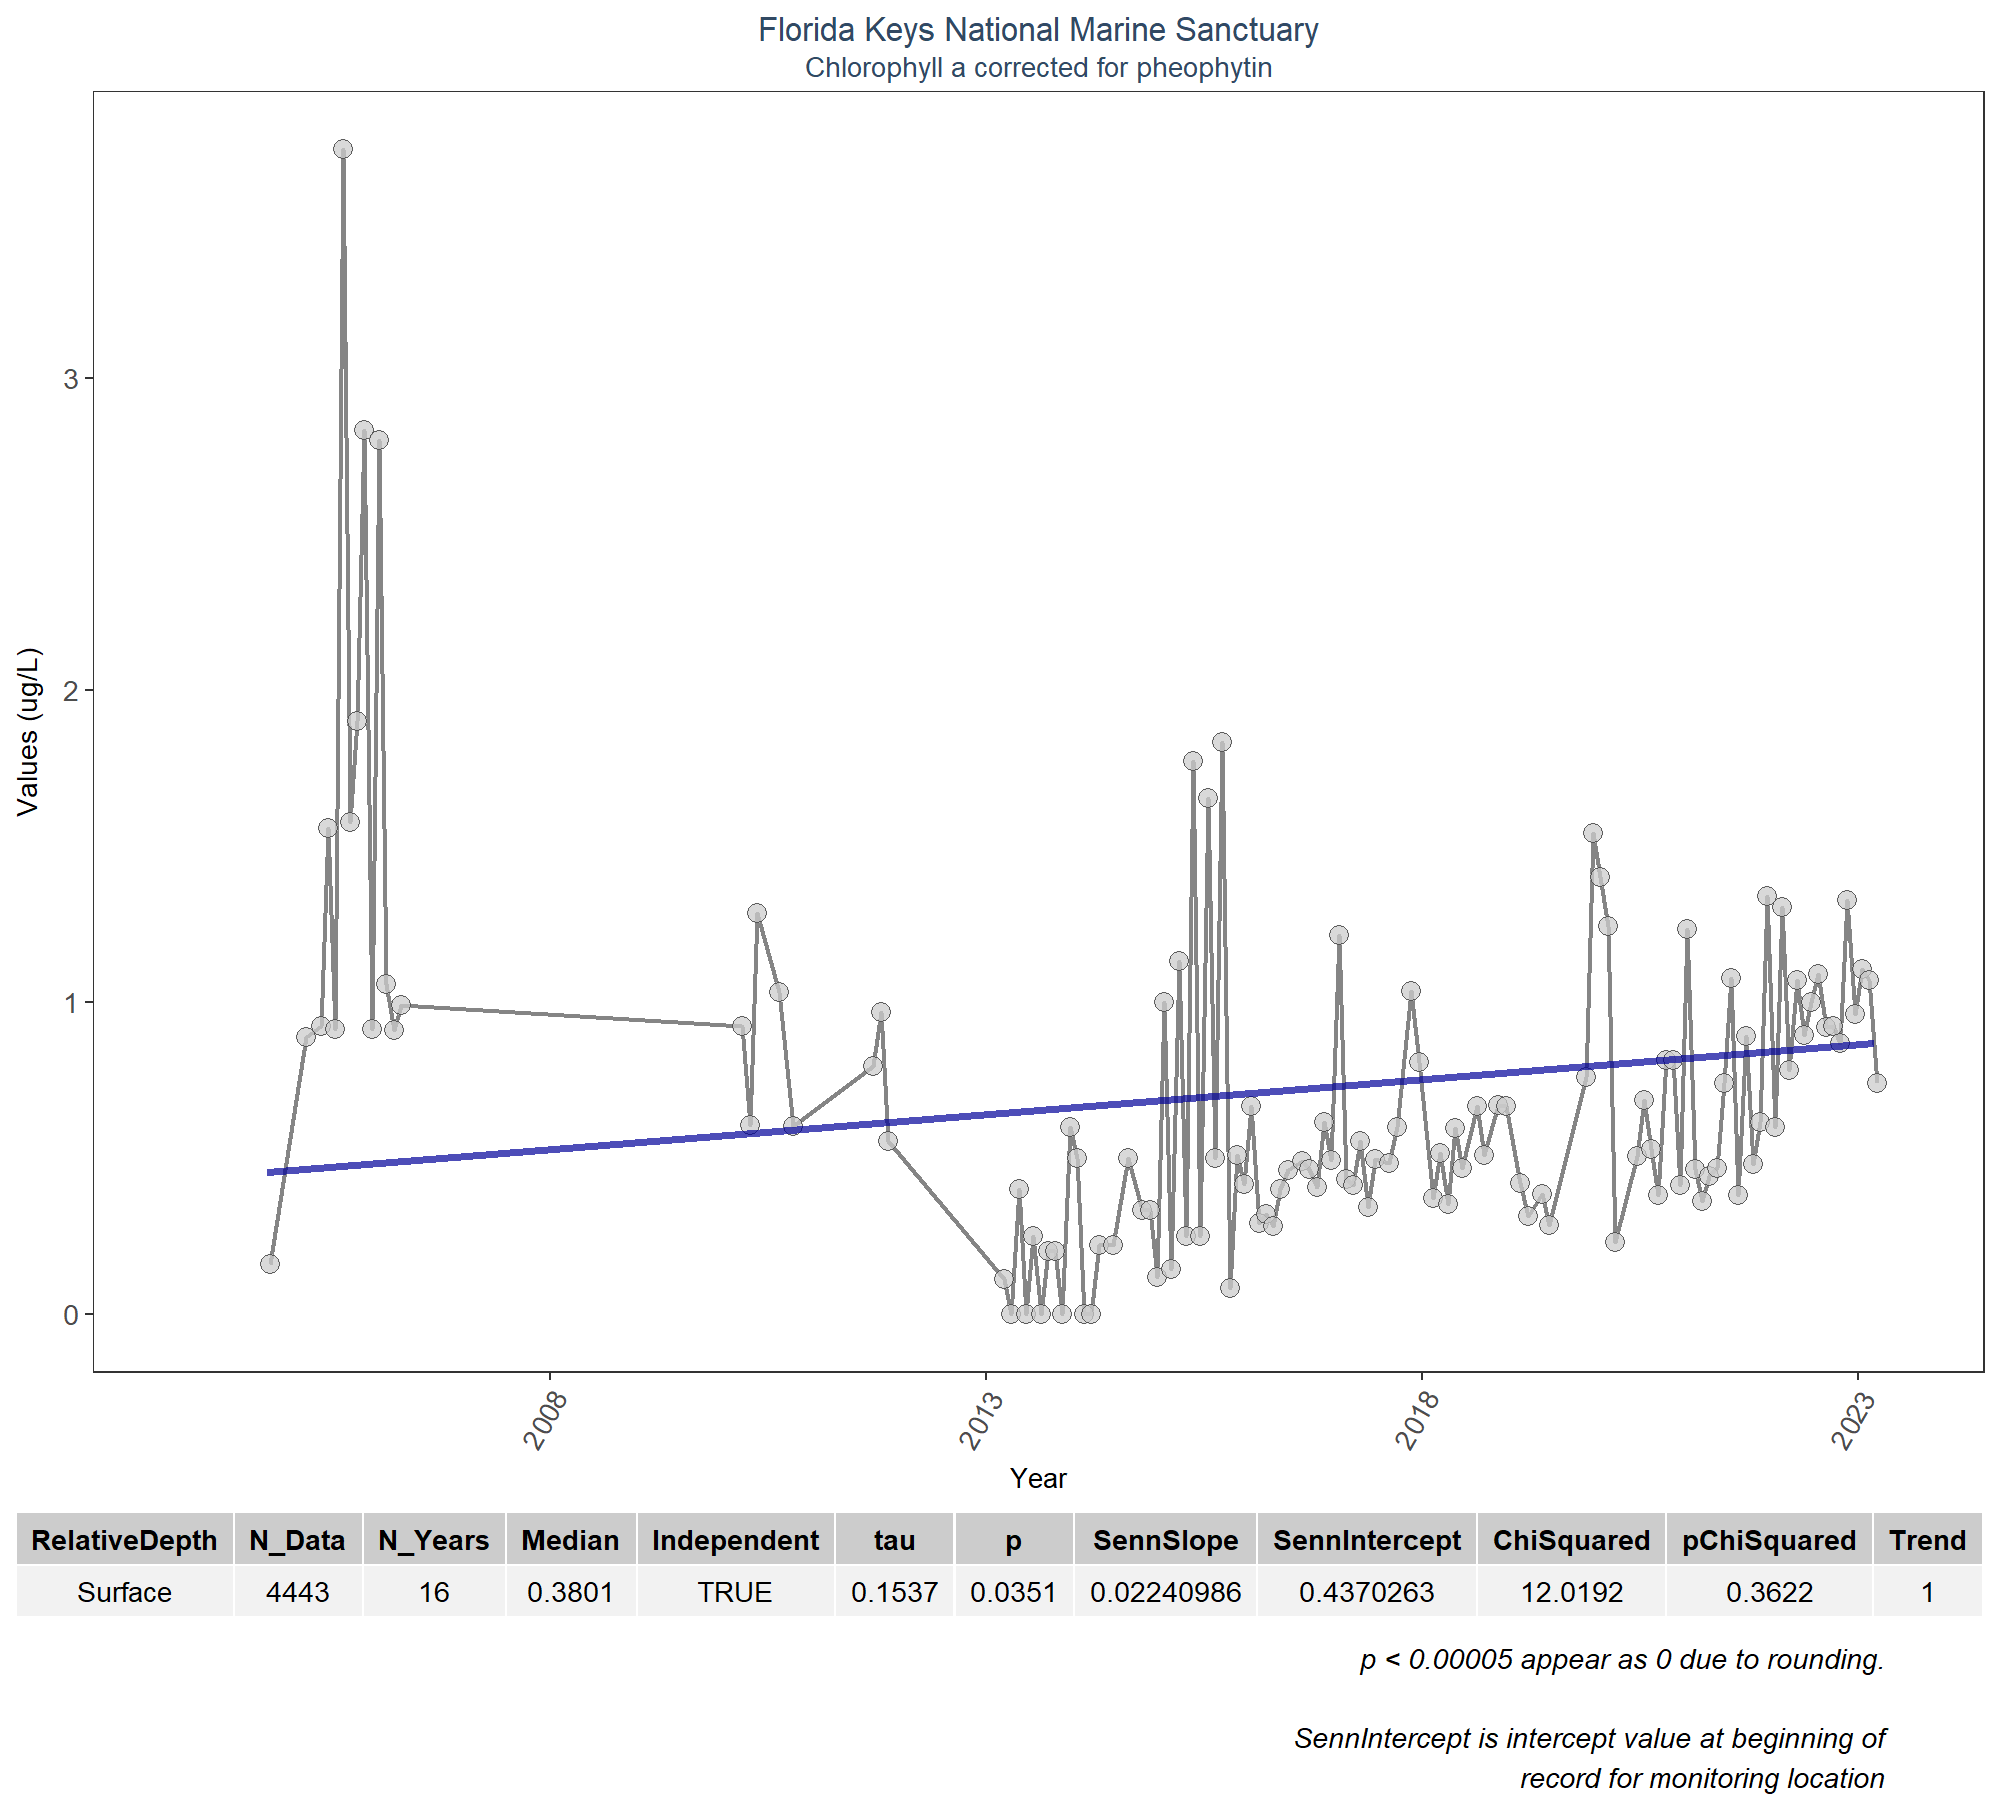 Florida Keys National Marine Sanctuary
Chlorophyll a corrected for pheophytin
Values (ug/L)
3
2
1
0
2008
2013
2018
2023
Year
RelativeDepth N_Data N_Years Median Independent tau p SennSlope SennIntercept ChiSquared pChiSquared Trend
Surface 4443 16 0.3801 TRUE 0.1537 0.0351 0.02240986 0.4370263 12.0192 0.3622 1
p < 0.00005 appear as 0 due to rounding.
SennIntercept is intercept value at beginning of
record for monitoring location